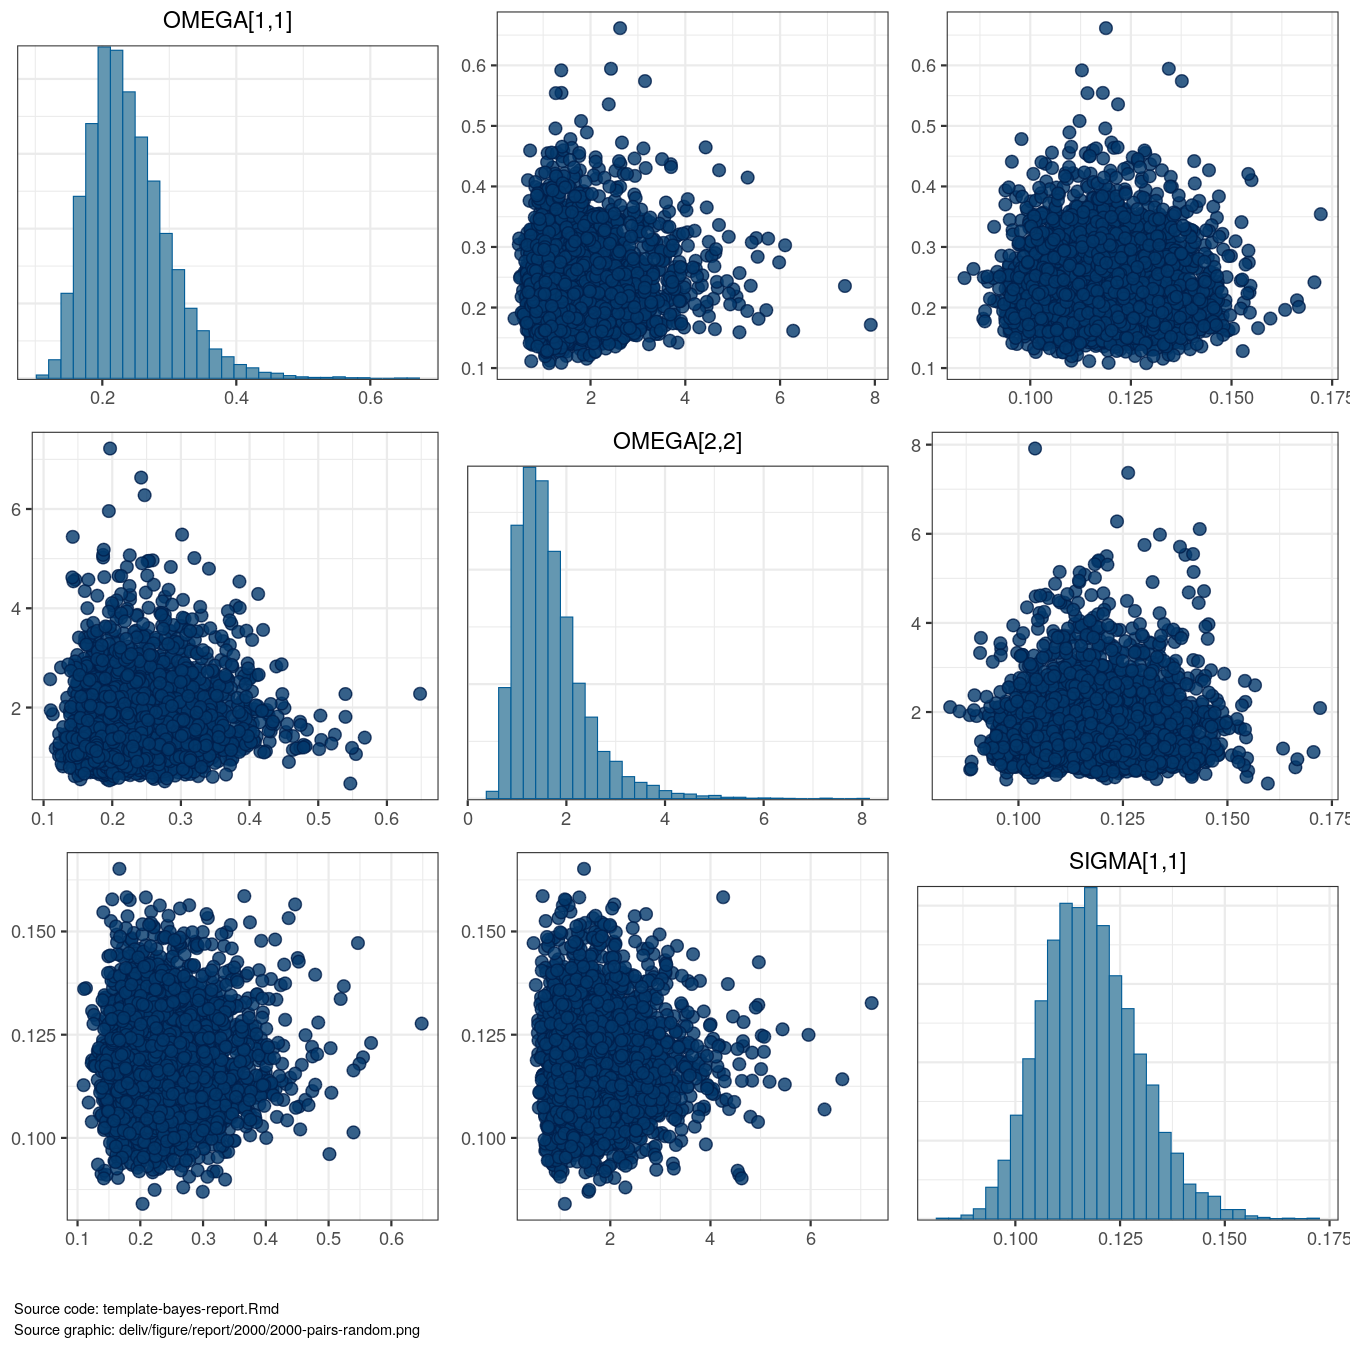 OMEGA[1,1]
0.2 0.4 0.6
0.6
0.5
0.4
0.3
0.2
0.1
2 4 6 8
0.6
0.5
0.4
0.3
0.2
0.1
0.100 0.125 0.150 0.175
6
4
2
0.1 0.2 0.3 0.4 0.5 0.6
OMEGA[2,2]
0 2 4 6 8
8
6
4
2
0.100 0.125 0.150 0.175
0.150
0.125
0.100
0.1 0.2 0.3 0.4 0.5 0.6
0.150
0.125
0.100
2 4 6
SIGMA[1,1]
0.100 0.125 0.150 0.175
Source code: template-bayes-report.Rmd
Source graphic: deliv/figure/report/2000/2000-pairs-random.png